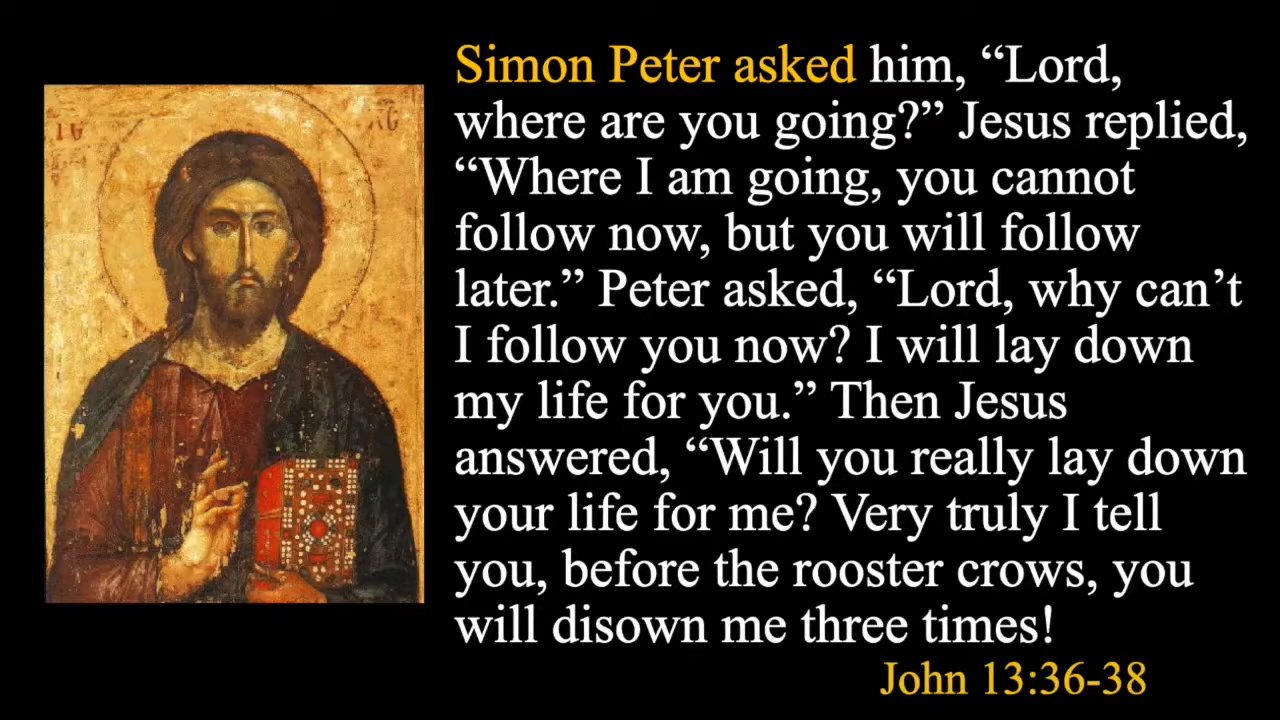 Simon Peter asked him, “Lord,
where are you going?” Jesus replied,
“Where I am going, you cannot
follow now, but you will follow
later.” Peter asked, “Lord, why can’t
I follow you now? I will lay down
my life for you.” Then Jesus
answered, “Will you really lay down
your life for me? Very truly I tell
you, before the rooster crows, you
will disown me three times!
John 13:36-38